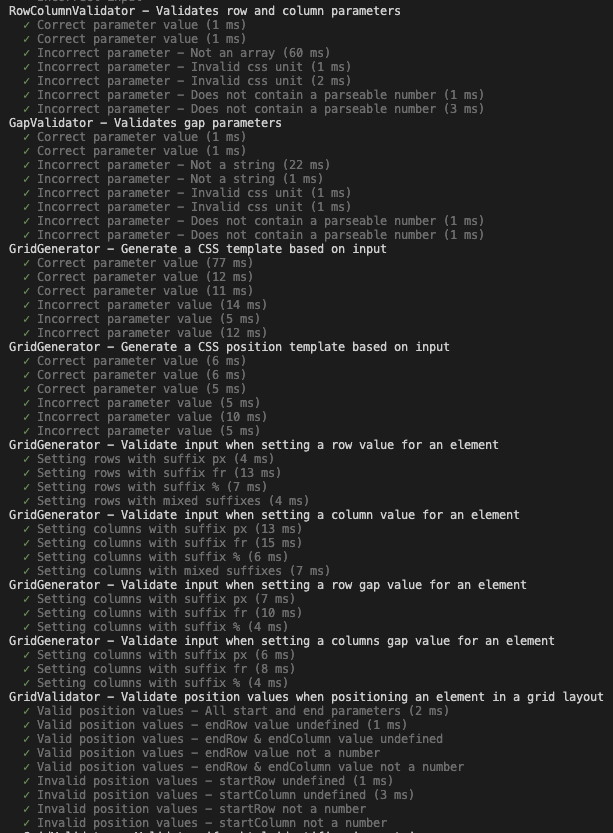 RowColumnValidator – Validates row and column parameters
✓ Correct parameter value (1 ms)
✓ Correct parameter value (1 ms)
✓ Incorrect parameter – Not an array (60 ms)
✓ Incorrect parameter – Invalid css unit (1 ms)
✓ Incorrect parameter – Invalid css unit (2 ms)
✓ Incorrect parameter – Does not contain a parseable number (1 ms)
✓ Incorrect parameter – Does not contain a parseable number (3 ms)
GapValidator – Validates gap parameters
✓ Correct parameter value (1 ms)
✓ Correct parameter value (1 ms)
✓ Incorrect parameter – Not a string (22 ms)
✓ Incorrect parameter – Not a string (1 ms)
✓ Incorrect parameter – Invalid css unit (1 ms)
✓ Incorrect parameter – Invalid css unit (1 ms)
✓ Incorrect parameter – Does not contain a parseable number (1 ms)
✓ Incorrect parameter – Does not contain a parseable number (1 ms)
GridGenerator – Generate a CSS template based on input
✓ Correct parameter value (77 ms)
✓ Correct parameter value (12 ms)
✓ Correct parameter value (11 ms)
✓ Incorrect parameter value (14 ms)
✓ Incorrect parameter value (5 ms)
✓ Incorrect parameter value (12 ms)
GridGenerator – Generate a CSS position template based on input
✓ Correct parameter value (6 ms)
✓ Correct parameter value (6 ms)
✓ Correct parameter value (5 ms)
✓ Incorrect parameter value (5 ms)
✓ Incorrect parameter value (10 ms)
✓ Incorrect parameter value (5 ms)
GridGenerator – Validate input when setting a row value for an element
✓ Setting rows with suffix px (4 ms)
✓ Setting rows with suffix fr (13 ms)
✓ Setting rows with suffix % (7 ms)
✓ Setting rows with mixed suffixes (4 ms)
GridGenerator – Validate input when setting a column value for an element
✓ Setting columns with suffix px (13 ms)
✓ Setting columns with suffix fr (15 ms)
✓ Setting columns with suffix % (6 ms)
✓ Setting columns with mixed suffixes (7 ms)
GridGenerator – Validate input when setting a row gap value for an element
✓ Setting columns with suffix px (7 ms)
✓ Setting columns with suffix fr (10 ms)
✓ Setting columns with suffix % (4 ms)
GridGenerator – Validate input when setting a columns gap value for an element
✓ Setting columns with suffix px (6 ms)
✓ Setting columns with suffix fr (8 ms)
✓ Setting columns with suffix % (4 ms)
GridValidator – Validate position values when positioning an element in a grid layout
✓ Valid position values – All start and end parameters (2 ms)
✓ Valid position values – endRow value undefined (1 ms)
✓ Valid position values – endRow & endColumn value undefined
✓ Valid position values – endRow value not a number
✓ Valid position values – endRow & endColumn value not a number
✓ Invalid position values – startRow undefined (1 ms)
✓ Invalid position values – startColumn undefined (3 ms)
✓ Invalid position values – startRow not a number
✓ Invalid position values – startColumn not a number